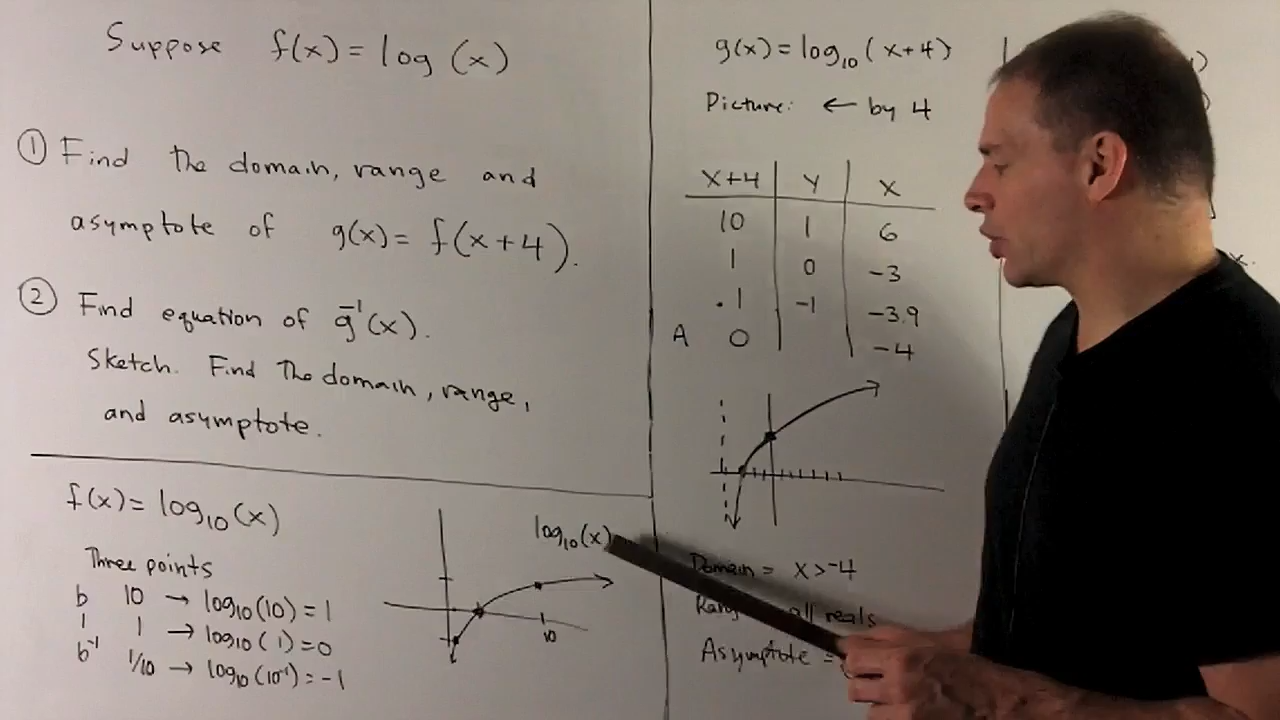 Suppose f(x) = log (x)
① Find the domain, range and
asymptote of g(x) = f(x+4).
② Find equation of g⁻¹(x).
Sketch. Find The domain, range,
and asymptote.
f(x) = log₁₀(x)
Three points
b 10 → log₁₀(10) = 1
1 1 → log₁₀(1) = 0
b⁻¹ 1/10 → log₁₀(10⁻¹) = -1
log₁₀(x)
10
g(x) = log₁₀(x+4)
Picture: ← by 4
x+4 y x
10 1 6
1 0 -3
.1 -1 -3.9
A 0 -4
Domain = x>-4
all reals
Asymptote =